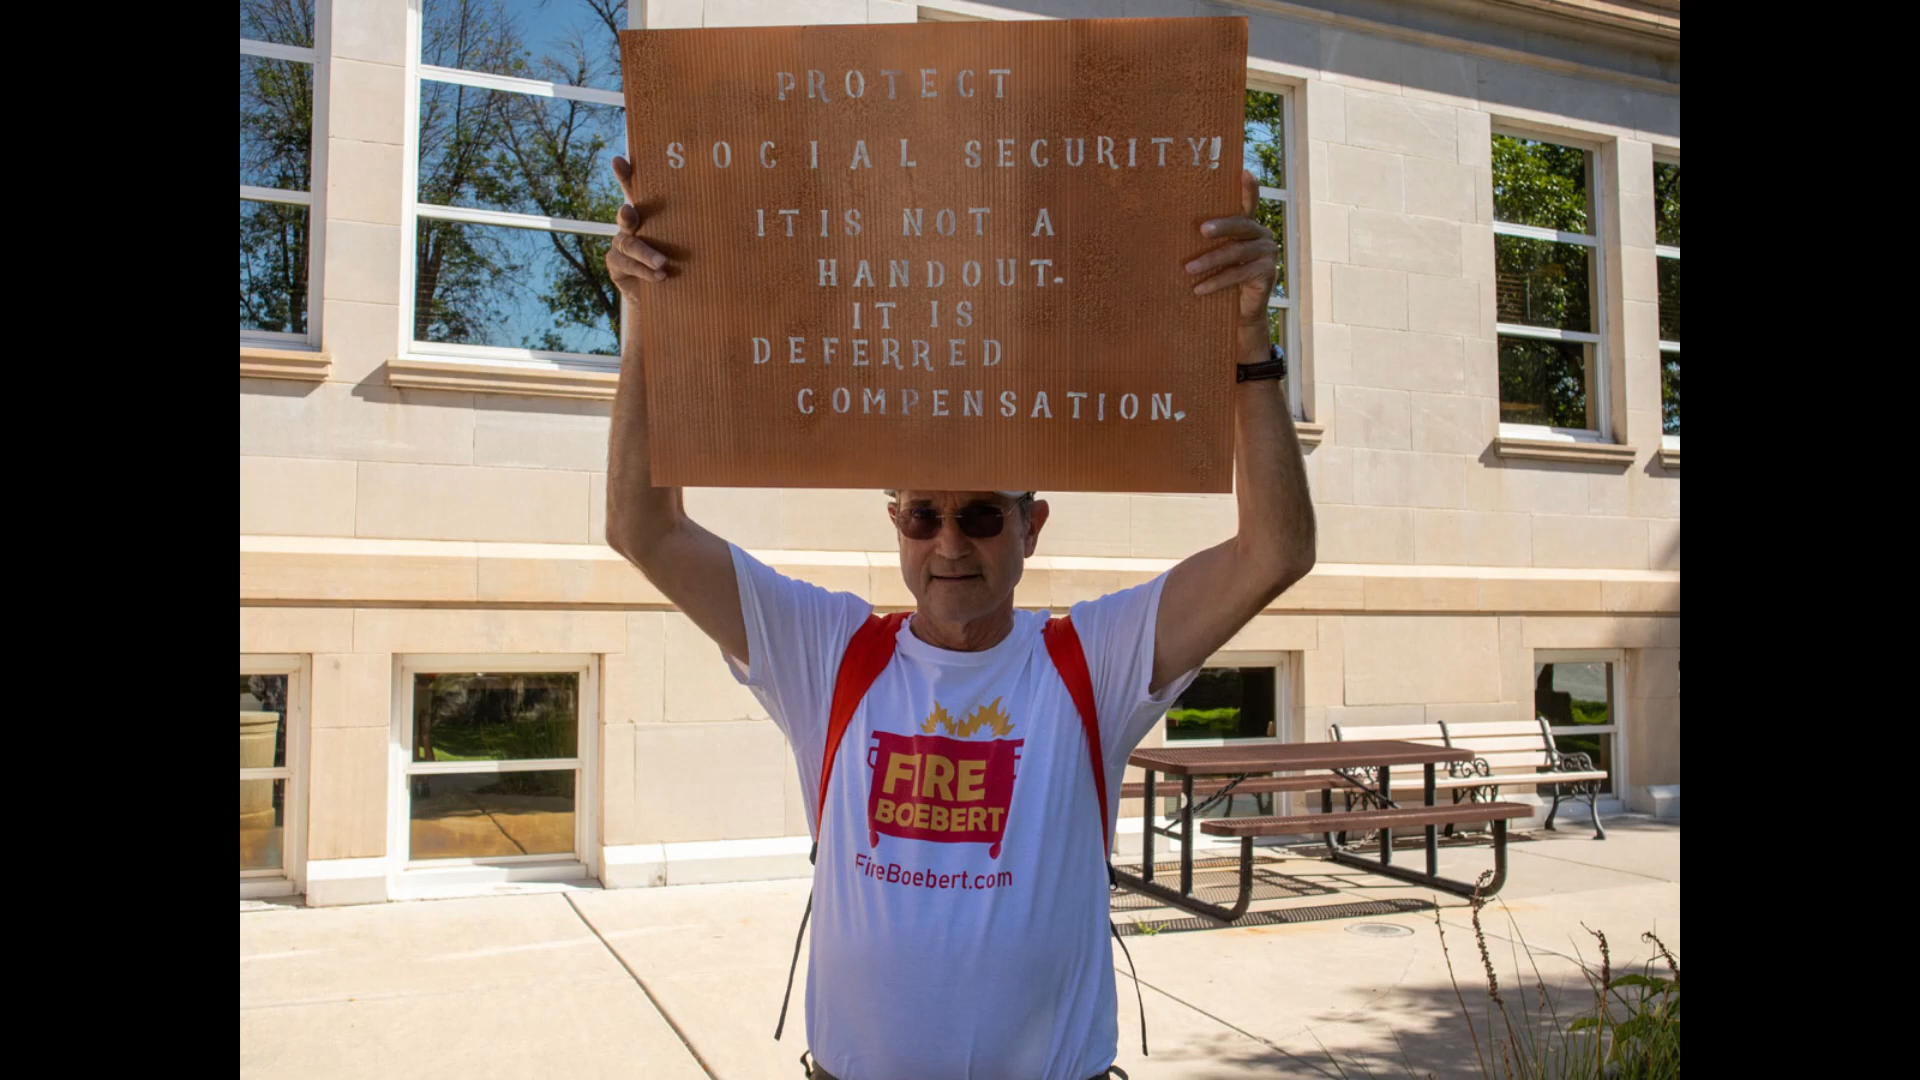 PROTECT
SOCIAL SECURITY!
IT IS NOT A
HANDOUT.
IT IS
DEFERRED
COMPENSATION.
FIRE
BOEBERT
FireBoebert.com